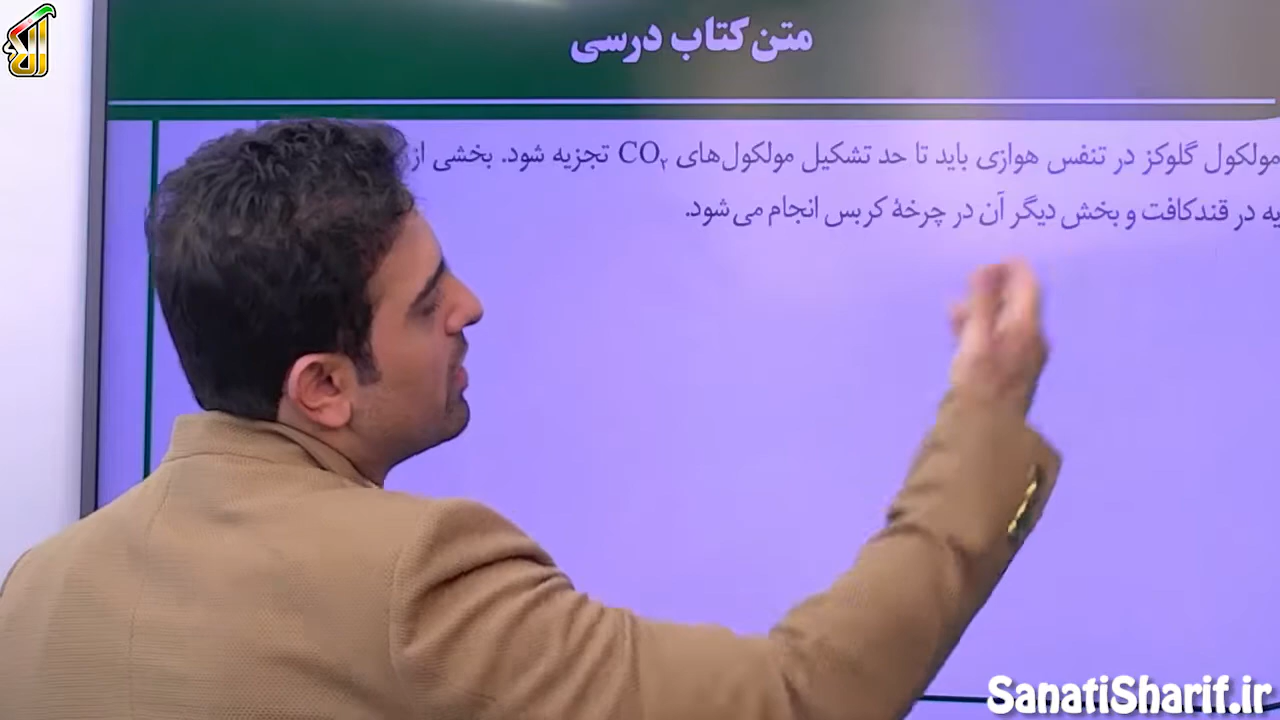 متن کتاب درسی
مولکول گلوکز در تنفس هوازی باید تا حد تشکیل مولکول‌های CO۲ تجزیه شود. بخشی از
یه در قندکافت و بخش دیگر آن در چرخهٔ کربس انجام می‌شود.
SanatiSharif.ir